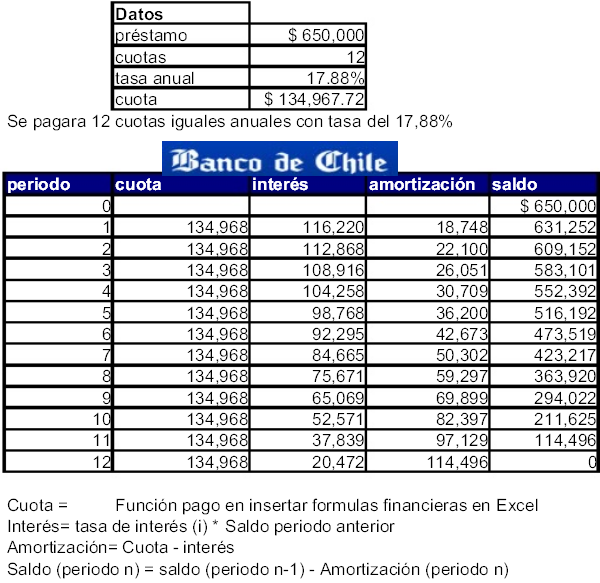 Datos
préstamo $ 650,000
cuotas 12
tasa anual 17.88%
cuota $ 134,967.72
Se pagara 12 cuotas iguales anuales con tasa del 17,88%
Banco de Chile
periodo cuota interés amortización saldo
0 $ 650,000
1 134,968 116,220 18,748 631,252
2 134,968 112,868 22,100 609,152
3 134,968 108,916 26,051 583,101
4 134,968 104,258 30,709 552,392
5 134,968 98,768 36,200 516,192
6 134,968 92,295 42,673 473,519
7 134,968 84,665 50,302 423,217
8 134,968 75,671 59,297 363,920
9 134,968 65,069 69,899 294,022
10 134,968 52,571 82,397 211,625
11 134,968 37,839 97,129 114,496
12 134,968 20,472 114,496 0
Cuota = Función pago en insertar formulas financieras en Excel
Interés= tasa de interés (i) * Saldo periodo anterior
Amortización= Cuota - interés
Saldo (periodo n) = saldo (periodo n-1) - Amortización (periodo n)